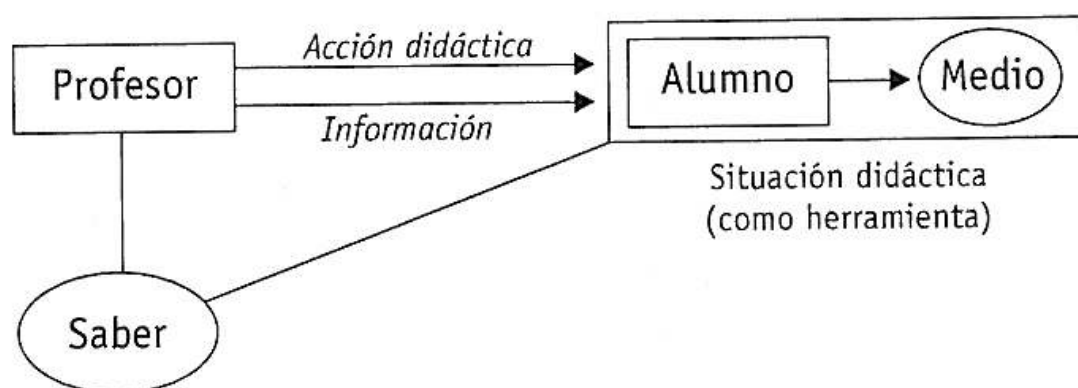 Acción didáctica
Profesor
Información
Alumno
Medio
Situación didáctica
(como herramienta)
Saber